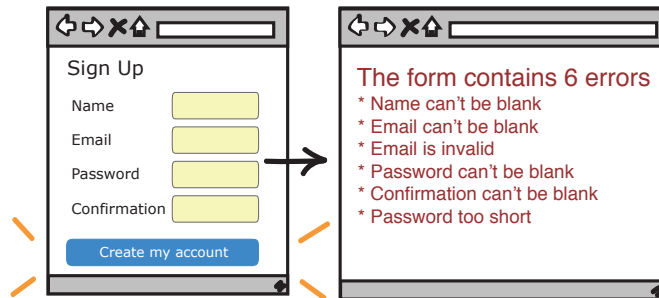 Sign Up
Name
Email
Password
Confirmation
Create my account
The form contains 6 errors
* Name can’t be blank
* Email can’t be blank
* Email is invalid
* Password can’t be blank
* Confirmation can’t be blank
* Password too short